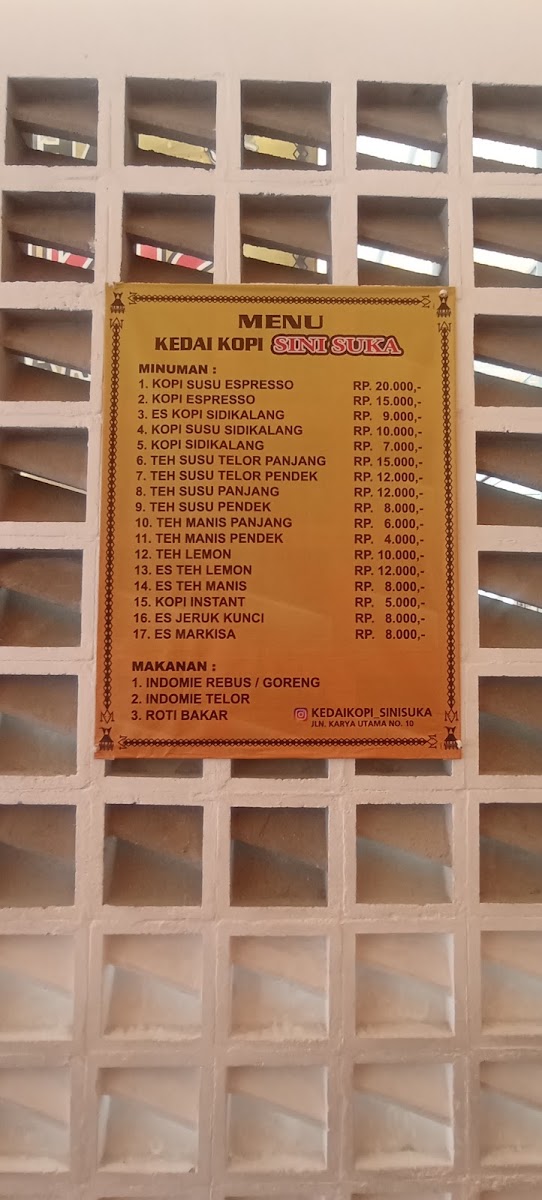 MENU
KEDAI KOPI SINI SUKA
MINUMAN :
1. KOPI SUSU ESPRESSO RP. 20.000,-
2. KOPI ESPRESSO RP. 15.000,-
3. ES KOPI SIDIKALANG RP. 9.000,-
4. KOPI SUSU SIDIKALANG RP. 10.000,-
5. KOPI SIDIKALANG RP. 7.000,-
6. TEH SUSU TELOR PANJANG RP. 15.000,-
7. TEH SUSU TELOR PENDEK RP. 12.000,-
8. TEH SUSU PANJANG RP. 12.000,-
9. TEH SUSU PENDEK RP. 8.000,-
10. TEH MANIS PANJANG RP. 6.000,-
11. TEH MANIS PENDEK RP. 4.000,-
12. TEH LEMON RP. 10.000,-
13. ES TEH LEMON RP. 12.000,-
14. ES TEH MANIS RP. 8.000,-
15. KOPI INSTANT RP. 5.000,-
16. ES JERUK KUNCI RP. 8.000,-
17. ES MARKISA RP. 8.000,-
MAKANAN :
1. INDOMIE REBUS / GORENG
2. INDOMIE TELOR
3. ROTI BAKAR
KEDAIKOPI_SINISUKA
JLN. KARYA UTAMA NO. 10